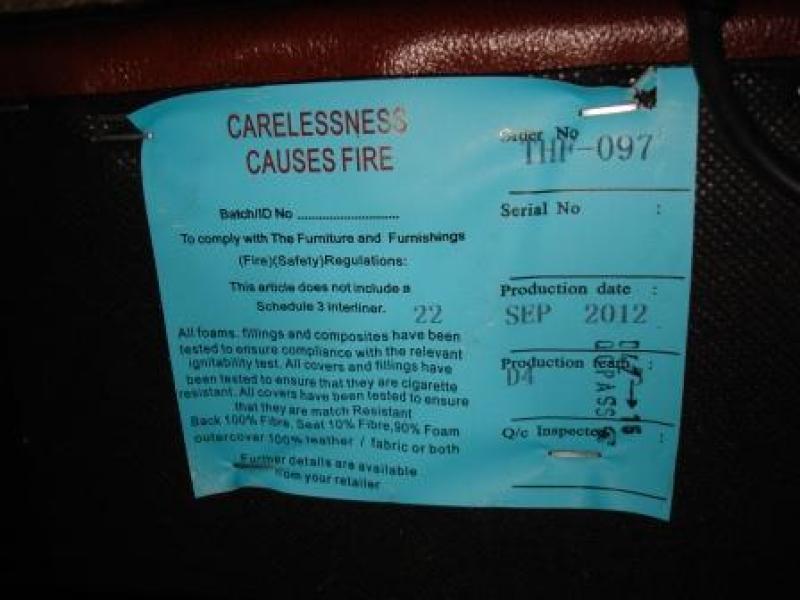 CARELESSNESS
CAUSES FIRE
Batch/ID No ............................
To comply with The Furniture and Furnishings
(Fire)(Safety)Regulations:
This article does not include a
Schedule 3 interliner.
22
All foams, fillings and composites have been
tested to ensure compliance with the relevant
ignitability test. All covers and fillings have
been tested to ensure that they are cigarette
resistant. All covers have been tested to ensure
that they are match Resistant
Back 100% Fibre, Seat 10% Fibre,90% Foam
outercover 100% leather / fabric or both
Further details are available
from your retailer
Order No
THF-097
Serial No :
Production date :
SEP 2012
Production team :
D4
Q/c Inspector :
PASS